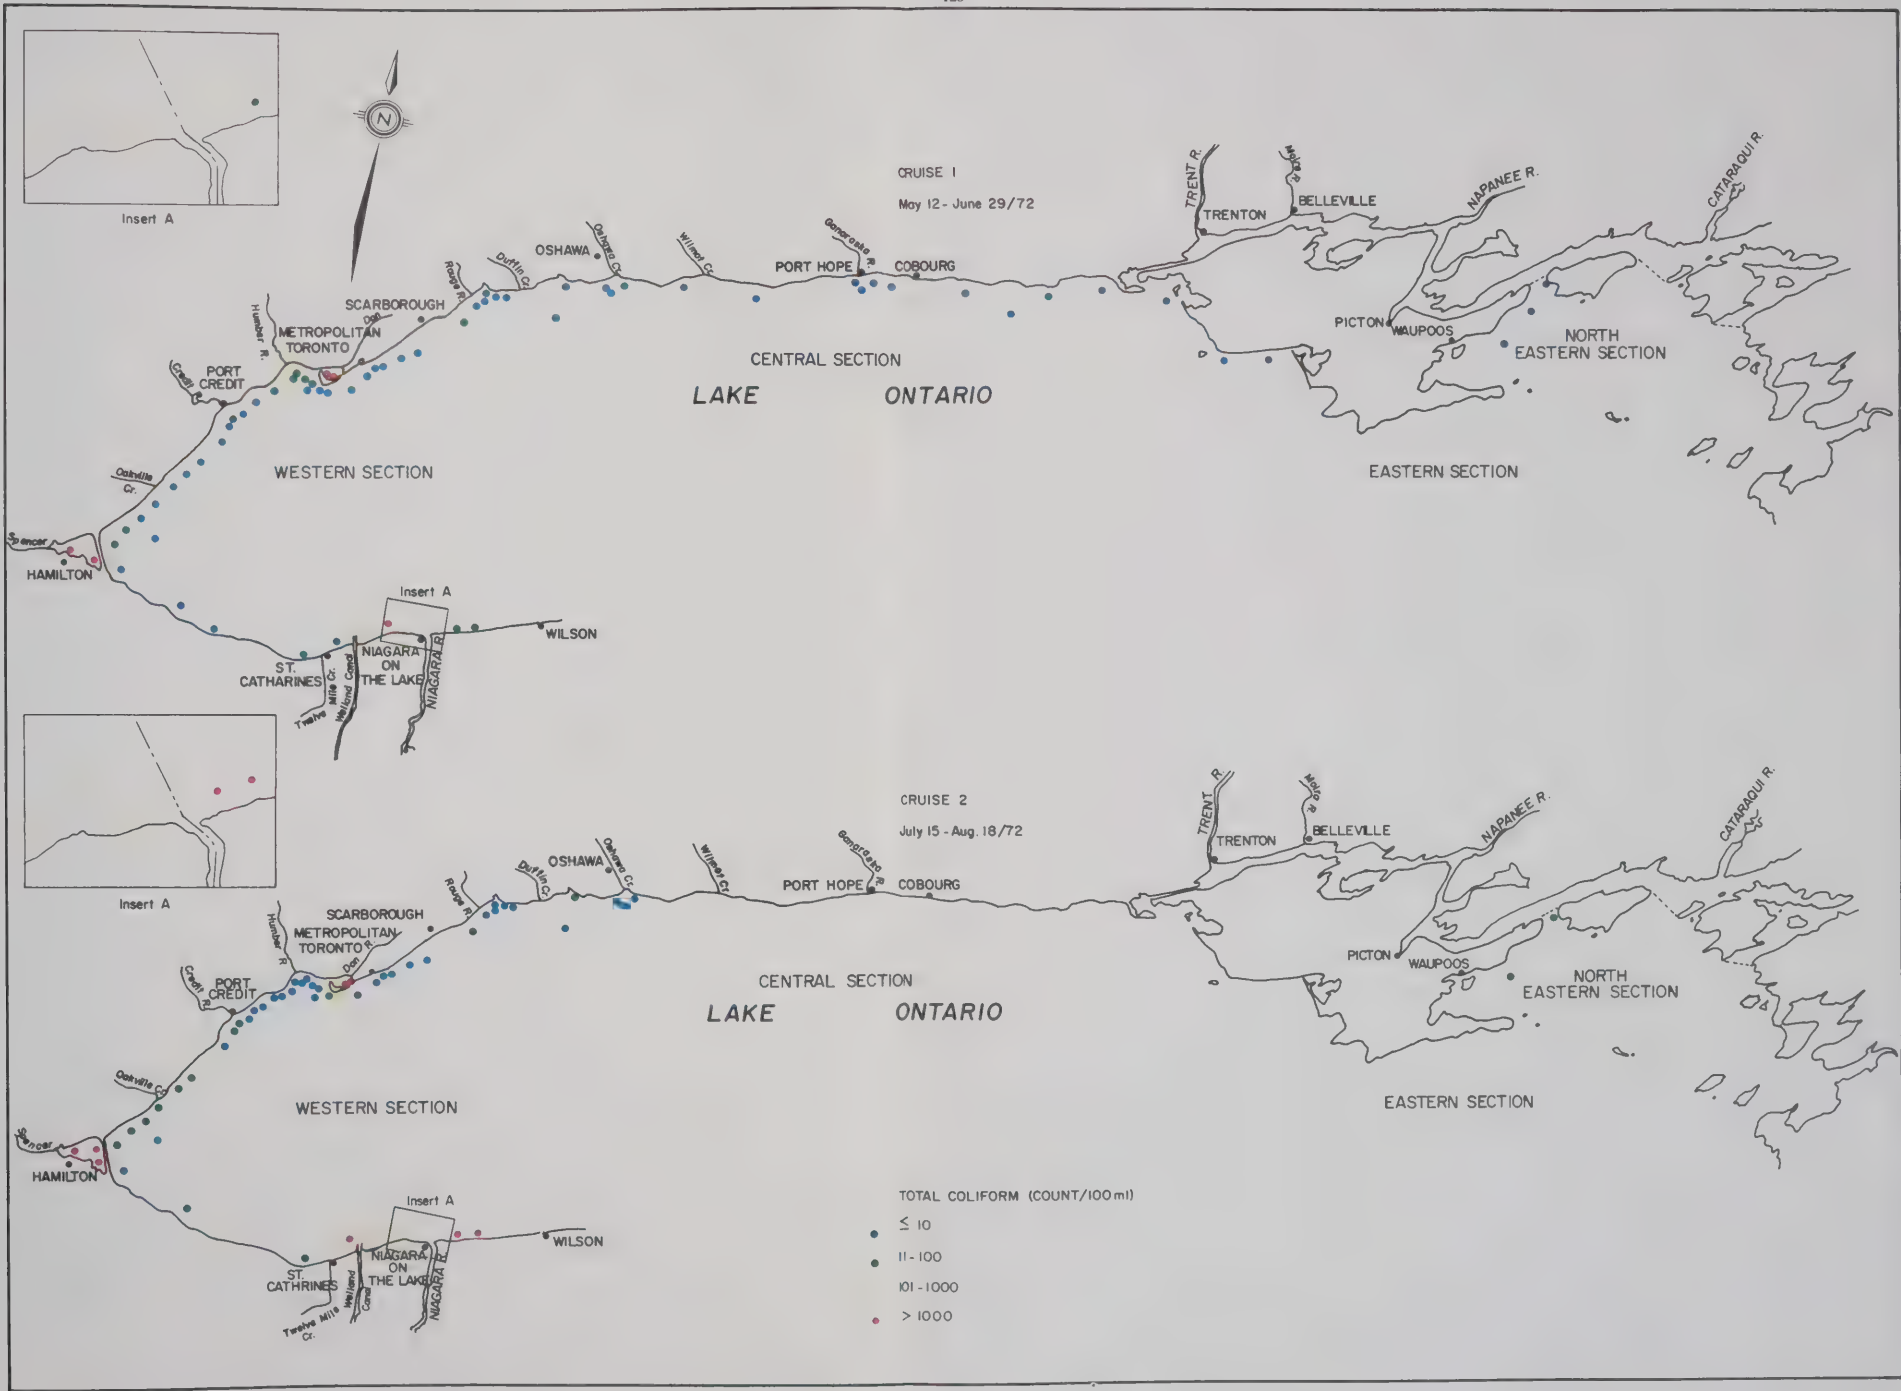 Insert A
N
CRUISE 1
May 12 - June 29/72
TRENT R.
Moira R.
BELLEVILLE
TRENTON
NAPANEE R.
CATARAQUI R.
OSHAWA
Oshawa Cr.
Wilmot Cr.
Ganaraska R.
PORT HOPE
COBOURG
Duffin Cr.
Rouge R.
SCARBOROUGH
Don
Humber R.
METROPOLITAN
TORONTO
PORT
CREDIT
Credit
PICTON
WAUPOOS
NORTH
EASTERN SECTION
CENTRAL SECTION
LAKE ONTARIO
WESTERN SECTION
EASTERN SECTION
Oakville
Cr.
Spencer
HAMILTON
Insert A
WILSON
ST.
CATHARINES
NIAGARA
ON
THE LAKE
NIAGARA R.
Twelve Mile Cr.
Welland Canal
Insert A
CRUISE 2
July 15 - Aug. 18/72
TRENT R.
Moira R.
BELLEVILLE
TRENTON
NAPANEE R.
CATARAQUI R.
OSHAWA
Oshawa Cr.
Wilmot Cr.
Ganaraska R.
PORT HOPE
COBOURG
Duffin Cr.
Rouge R.
SCARBOROUGH
METROPOLITAN
TORONTO
Don R.
Humber R.
PORT
CREDIT
Credit R.
PICTON
WAUPOOS
NORTH
EASTERN SECTION
CENTRAL SECTION
LAKE ONTARIO
WESTERN SECTION
EASTERN SECTION
Oakville Cr.
Spencer
HAMILTON
Insert A
WILSON
ST.
CATHRINES
NIAGARA
ON
THE LAKE
NIAGARA R.
Twelve Mile
Cr.
Welland
Canal
TOTAL COLIFORM (COUNT/100 ml)
≤ 10
11 - 100
101 - 1000
> 1000